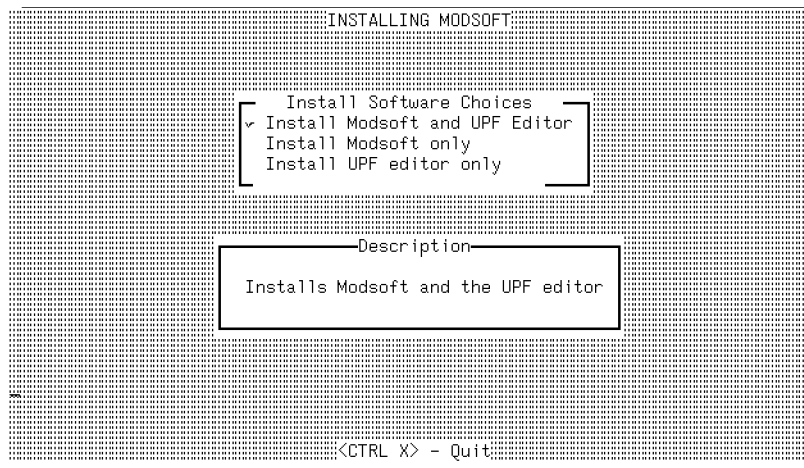 INSTALLING MODSOFT
Install Software Choices
Install Modsoft and UPF Editor
Install Modsoft only
Install UPF editor only
Description
Installs Modsoft and the UPF editor
<CTRL X> - Quit